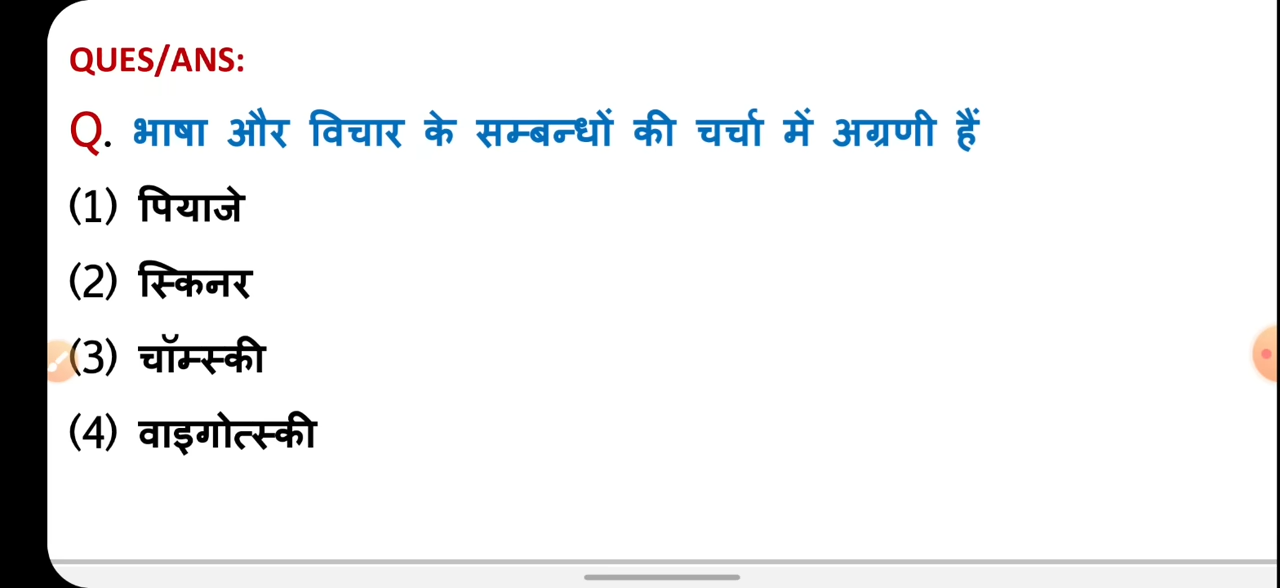 QUES/ANS:
Q. भाषा और विचार के सम्बन्धों की चर्चा में अग्रणी हैं
(1) पियाजे
(2) स्किनर
(3) चॉम्स्की
(4) वाइगोत्स्की